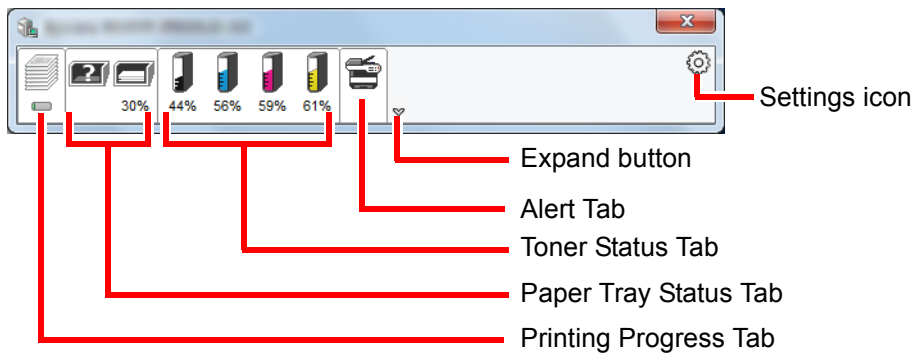 x
?
30% 44% 56% 59% 61%
Settings icon
Expand button
Alert Tab
Toner Status Tab
Paper Tray Status Tab
Printing Progress Tab